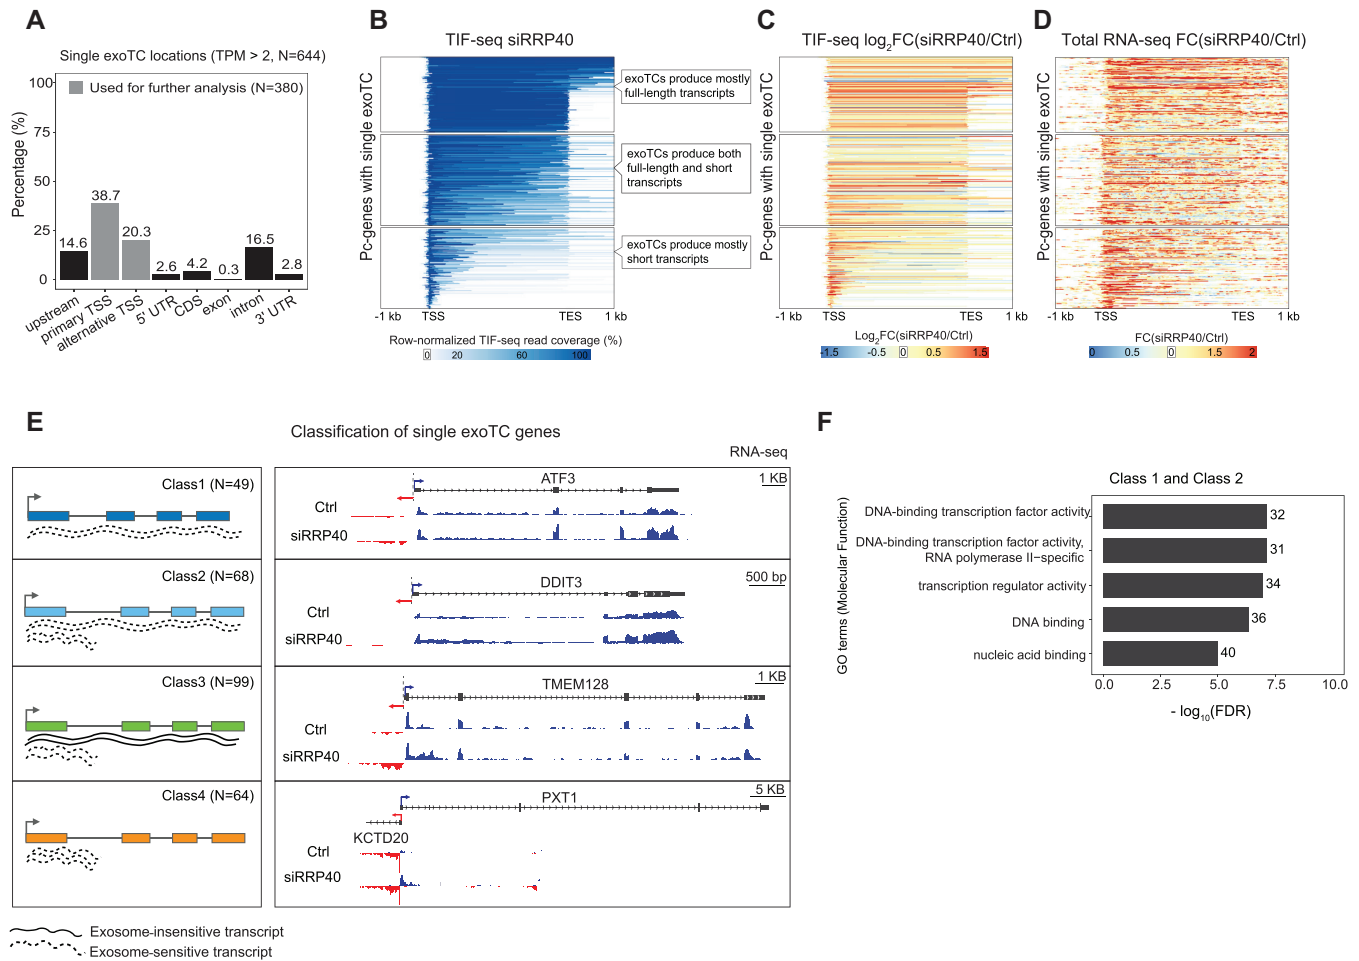 A
Single exoTC locations (TPM > 2, N=644)
Used for further analysis (N=380)
Percentage (%)
100
75
50
25
0
14.6
38.7
20.3
2.6
4.2
0.3
16.5
2.8
upstream
primary TSS
alternative TSS
5' UTR
CDS
exon
intron
3' UTR
B
TIF-seq siRRP40
Pc-genes with single exoTC
exoTCs produce mostly
full-length transcripts
exoTCs produce both
full-length and short
transcripts
exoTCs produce mostly
short transcripts
-1 kb TSS TES 1 kb
Row-normalized TIF-seq read coverage (%)
0 20 60 100
C
TIF-seq log2FC(siRRP40/Ctrl)
Pc-genes with single exoTC
-1 kb TSS TES 1 kb
Log2FC(siRRP40/Ctrl)
-1.5 -0.5 0 0.5 1.5
D
Total RNA-seq FC(siRRP40/Ctrl)
Pc-genes with single exoTC
-1 kb TSS TES 1 kb
FC(siRRP40/Ctrl)
0 0.5 0 1.5 2
E
Classification of single exoTC genes
RNA-seq
Class1 (N=49)
ATF3
1 KB
Ctrl
siRRP40
Class2 (N=68)
DDIT3
500 bp
Ctrl
siRRP40
Class3 (N=99)
TMEM128
1 KB
Ctrl
siRRP40
Class4 (N=64)
PXT1
5 KB
KCTD20
Ctrl
siRRP40
Exosome-insensitive transcript
Exosome-sensitive transcript
F
Class 1 and Class 2
GO terms (Molecular Function)
DNA-binding transcription factor activity
32
DNA-binding transcription factor activity,
RNA polymerase II−specific
31
transcription regulator activity
34
DNA binding
36
nucleic acid binding
40
0.0 2.5 5.0 7.5 10.0
- log10(FDR)